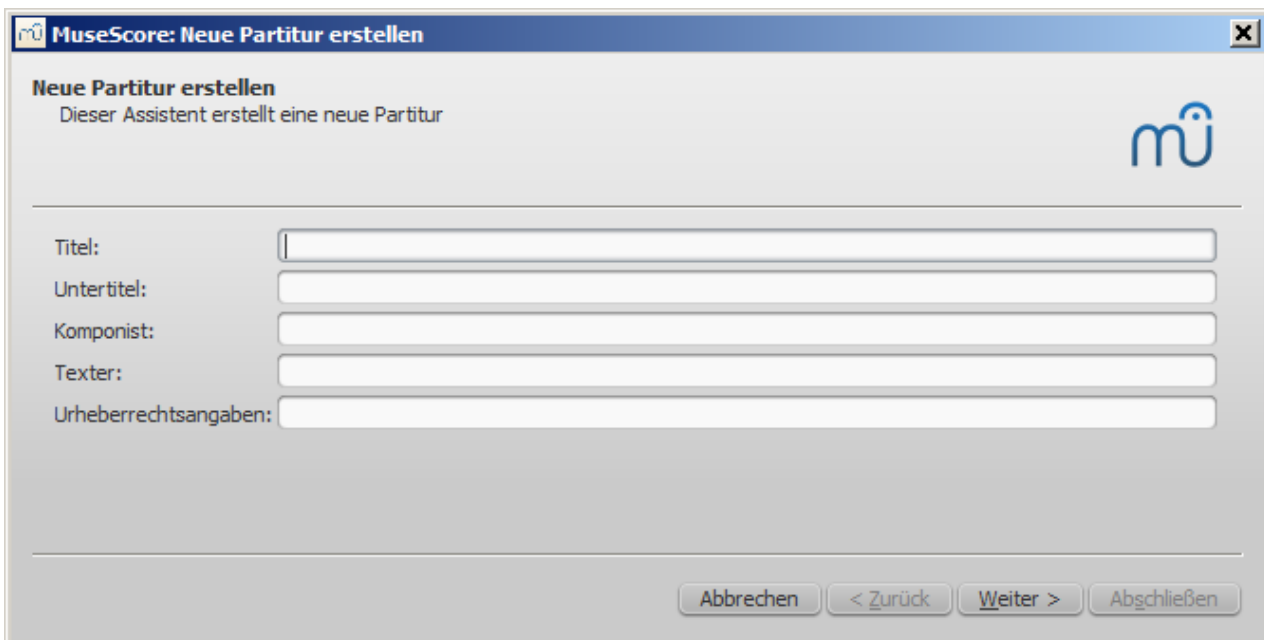 MuseScore: Neue Partitur erstellen
Neue Partitur erstellen
Dieser Assistent erstellt eine neue Partitur
Titel:
Untertitel:
Komponist:
Texter:
Urheberrechtsangaben:
Abbrechen < Zurück Weiter > Abschließen